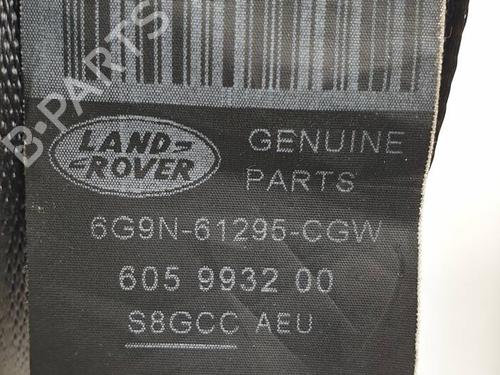 B-PARTS
LAND-
-ROVER
GENUINE
PARTS
6G9N-61295-CGW
605 9932 00
S8GCC AEU